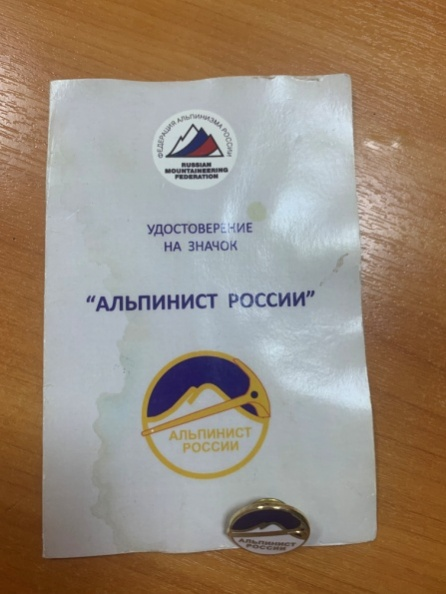 ФЕДЕРАЦИЯ АЛЬПИНИЗМА РОССИИ
RUSSIAN
MOUNTAINEERING
FEDERATION
УДОСТОВЕРЕНИЕ
НА ЗНАЧОК
“АЛЬПИНИСТ РОССИИ”
АЛЬПИНИСТ
РОССИИ
АЛЬПИНИСТ
РОССИИ